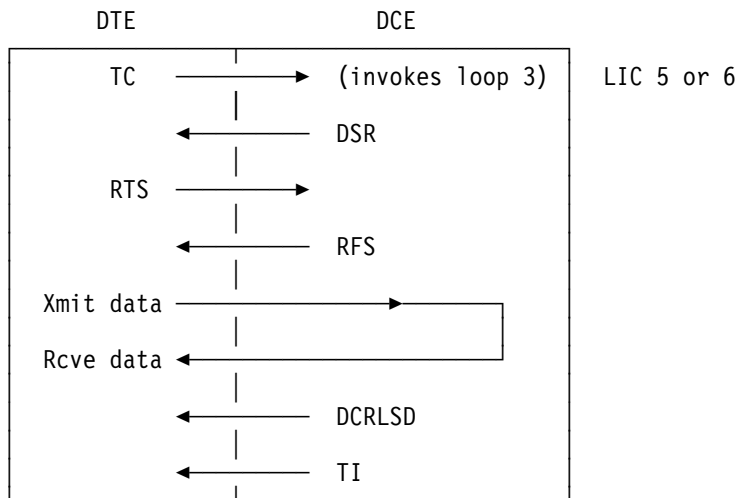 DTE DCE
TC (invokes loop 3) LIC 5 or 6
DSR
RTS
RFS
Xmit data
Rcve data
DCRLSD
TI